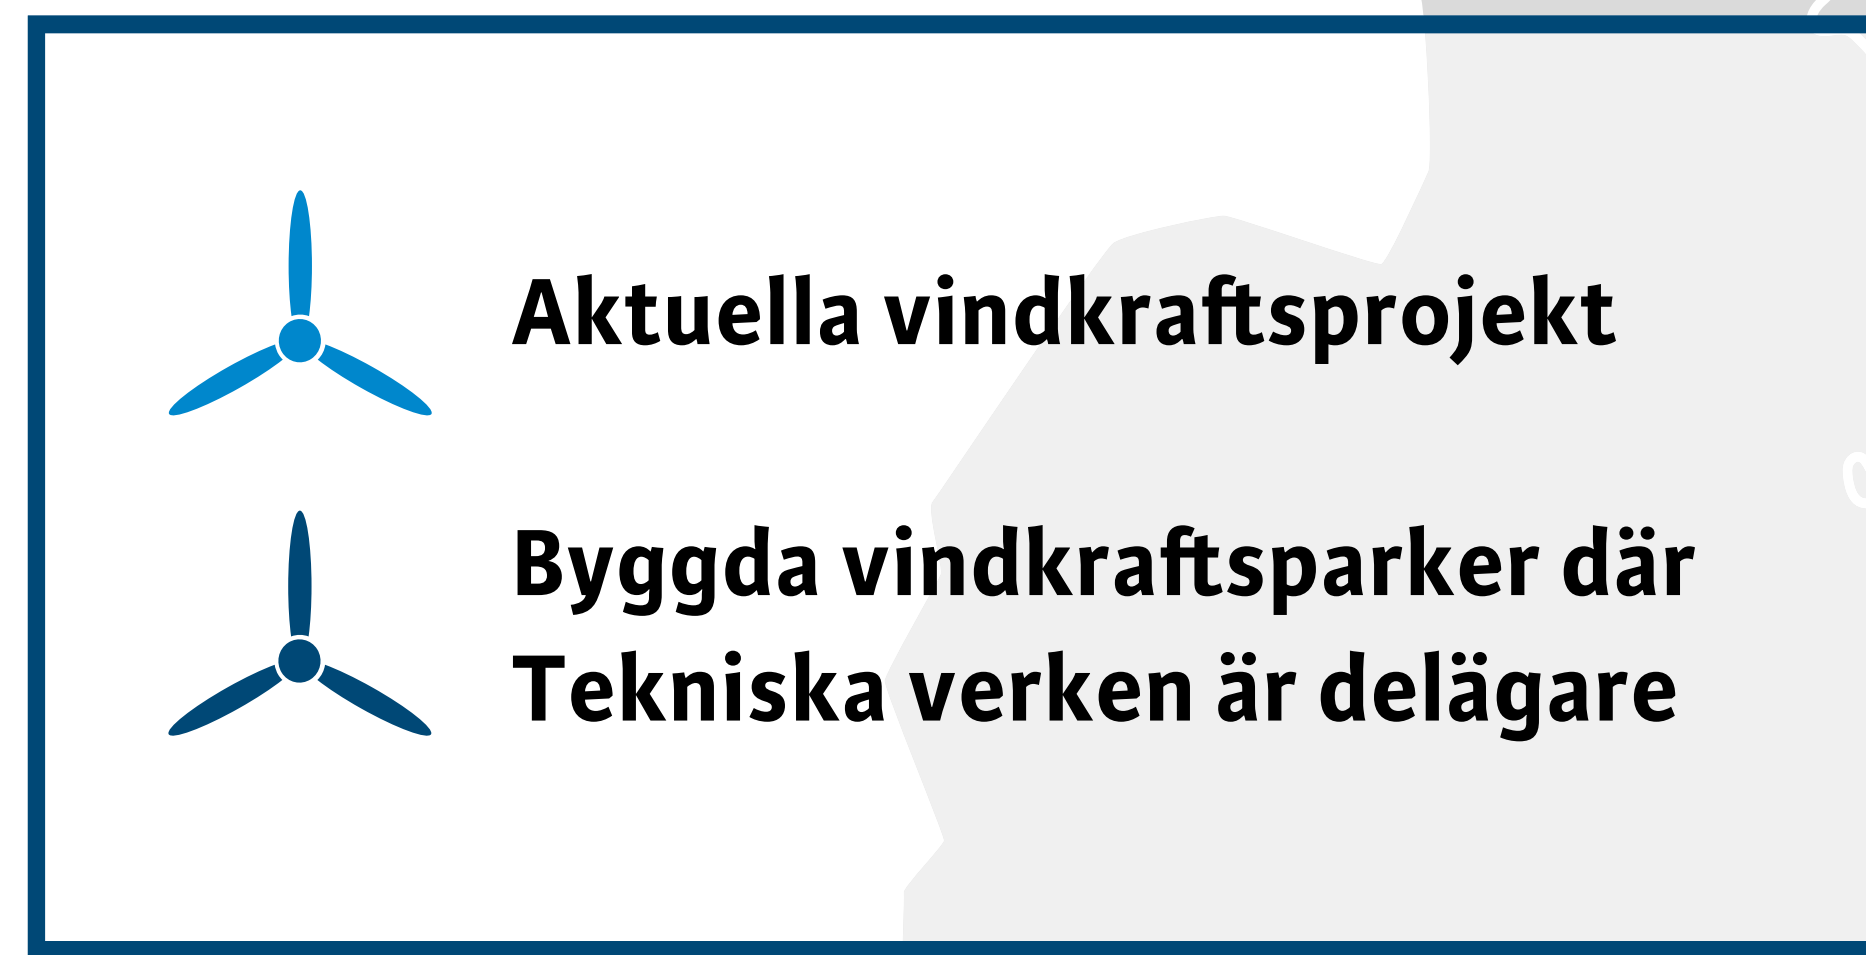 Aktuella vindkraftsprojekt
Byggda vindkraftsparker där
Tekniska verken är delägare